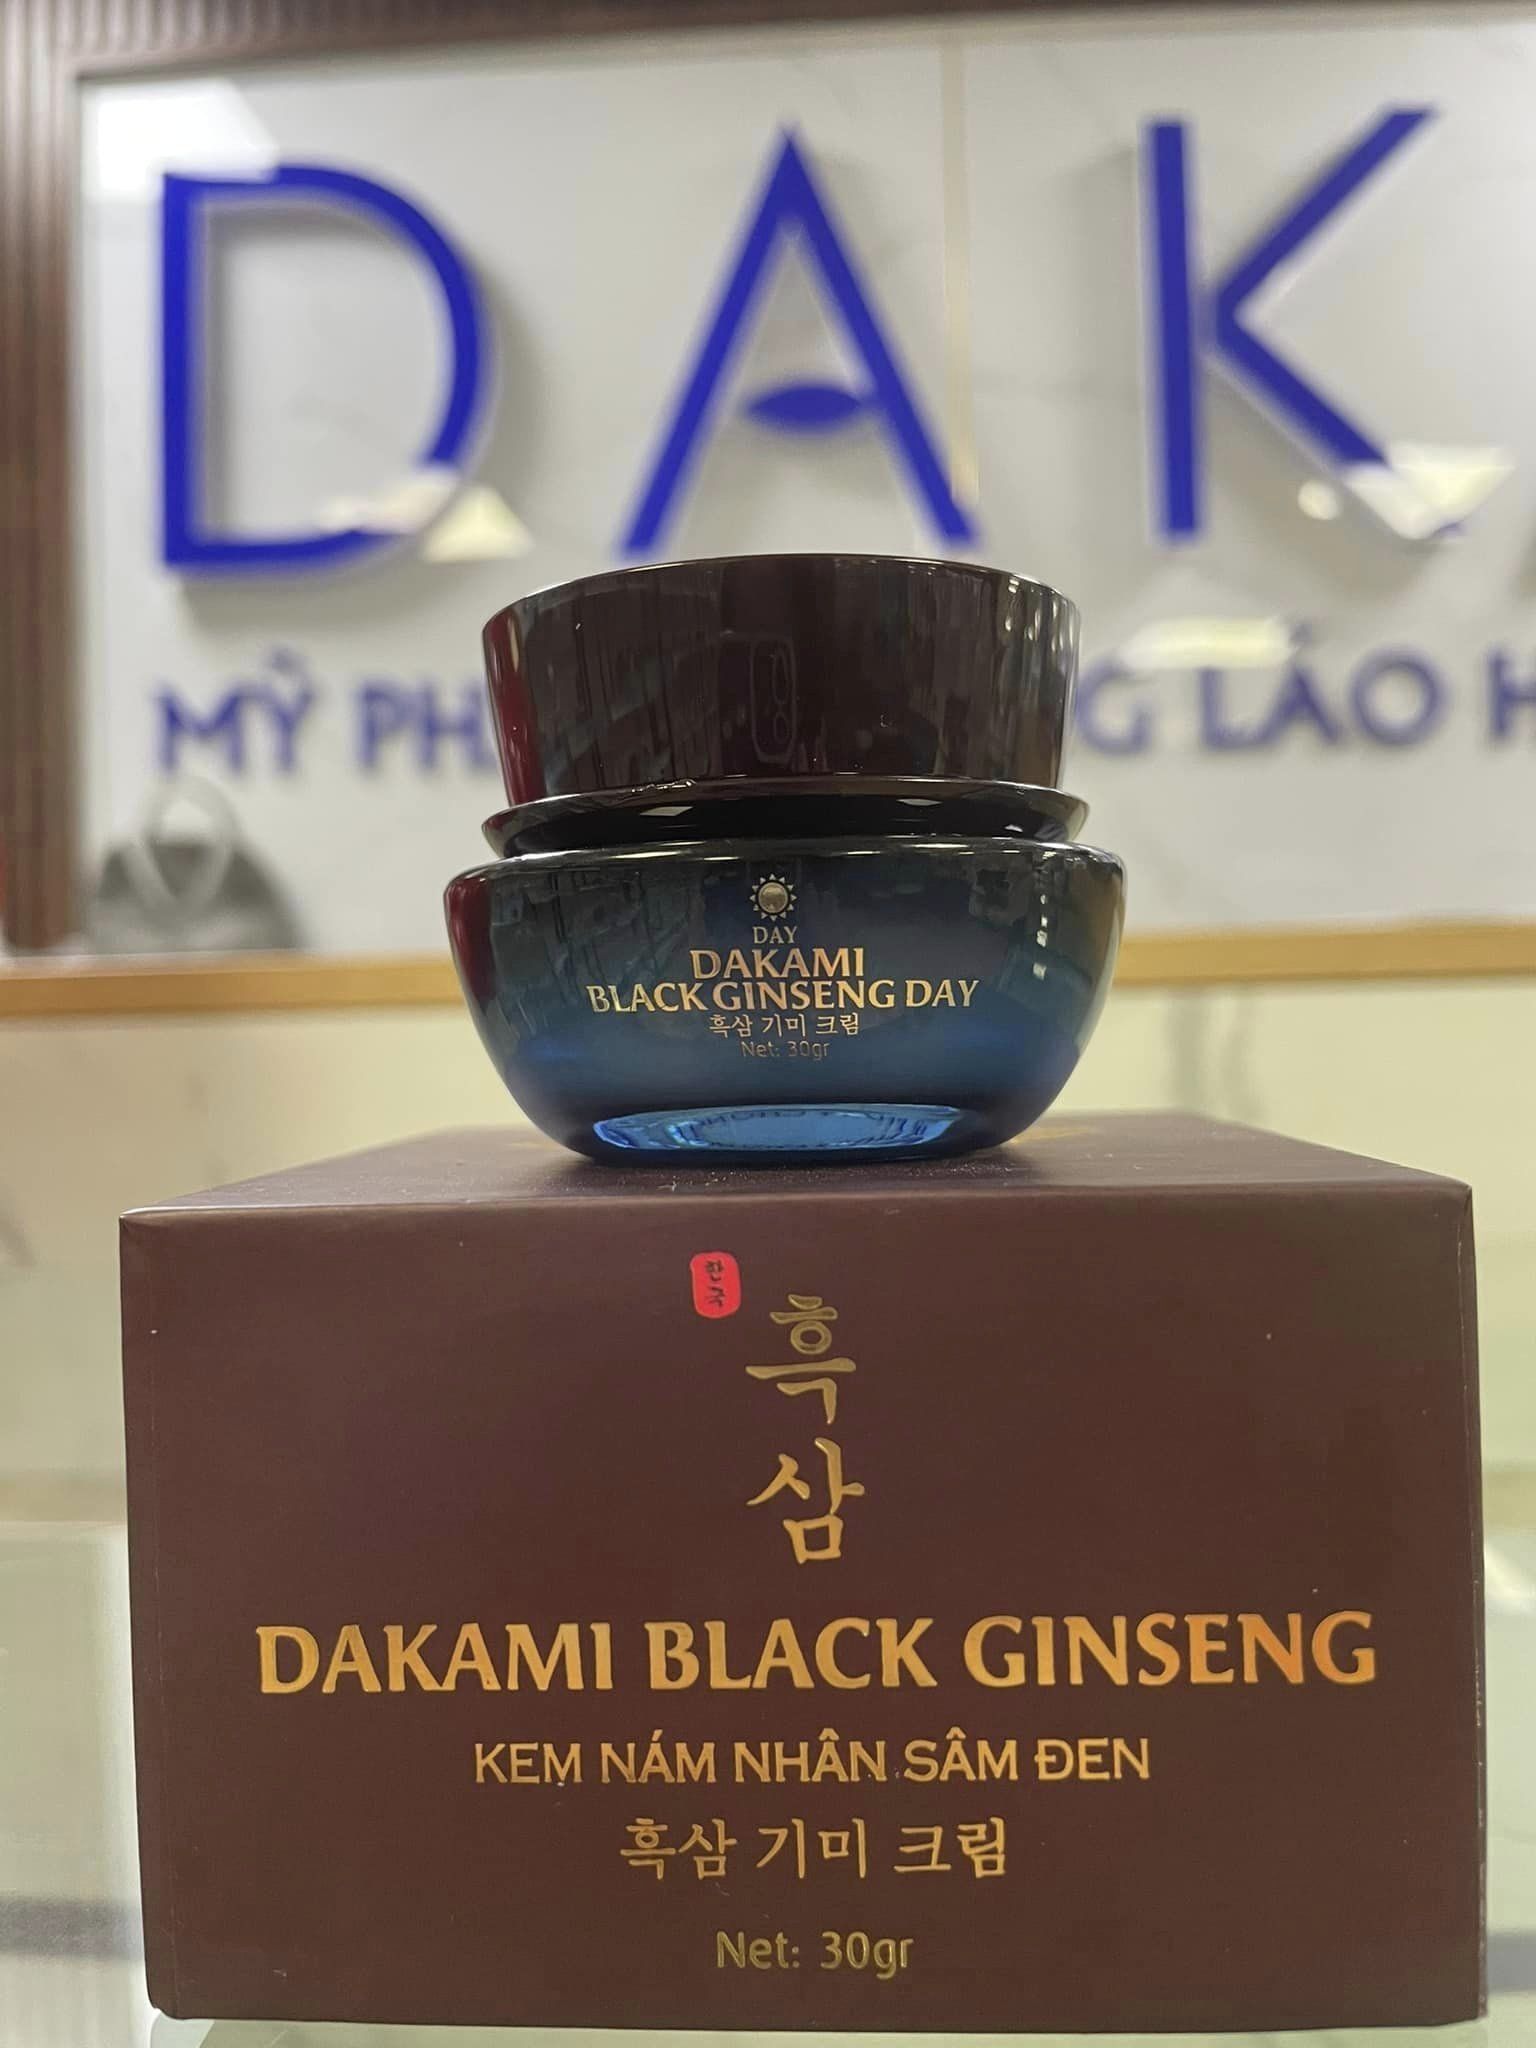 DAK
MỸ PH
G LÃO H
DAY
DAKAMI
BLACK GINSENG DAY
흑삼 기미 크림
Net: 30gr
흑
삼
DAKAMI BLACK GINSENG
KEM NÁM NHÂN SÂM ĐEN
흑삼 기미 크림
Net: 30gr